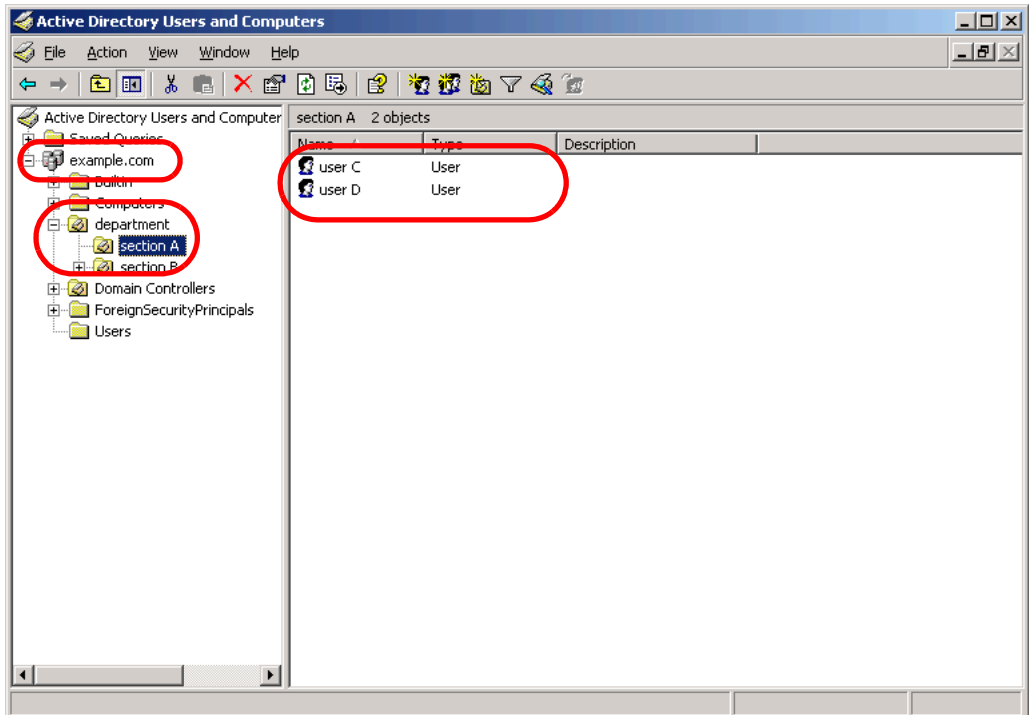 Active Directory Users and Computers
File Action View Window Help
Active Directory Users and Computer
Saved Queries
example.com
Builtin
Computers
department
section A
section B
Domain Controllers
ForeignSecurityPrincipals
Users
section A 2 objects
Name Type Description
user C User
user D User